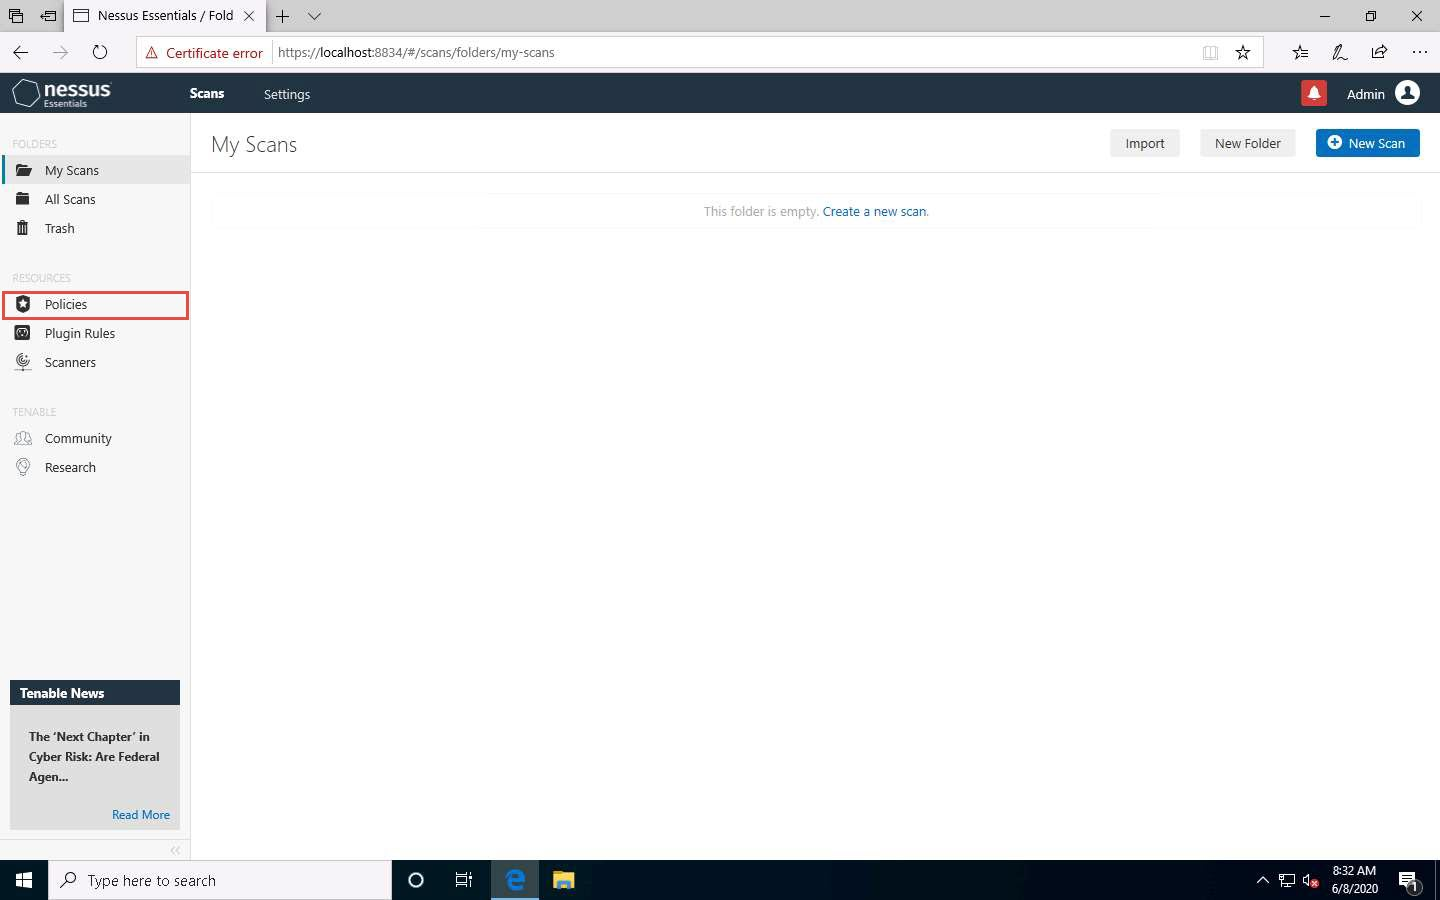 Nessus Essentials / Fold
Certificate error
https://localhost:8834/#/scans/folders/my-scans
nessus
Essentials
Scans
Settings
Admin
FOLDERS
My Scans
All Scans
Trash
RESOURCES
Policies
Plugin Rules
Scanners
TENABLE
Community
Research
My Scans
Import
New Folder
New Scan
This folder is empty. Create a new scan.
Tenable News
The ‘Next Chapter’ in
Cyber Risk: Are Federal
Agen...
Read More
Type here to search
8:32 AM
6/8/2020
1